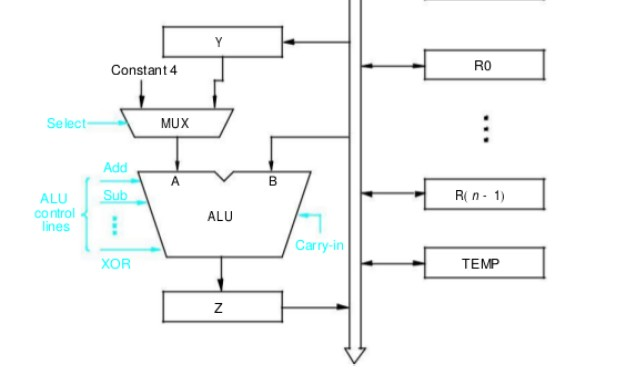 Y
Constant 4
R0
Select
MUX
Add
A
B
Sub
ALU
control
lines
ALU
R( n - 1)
Carry-in
XOR
TEMP
Z